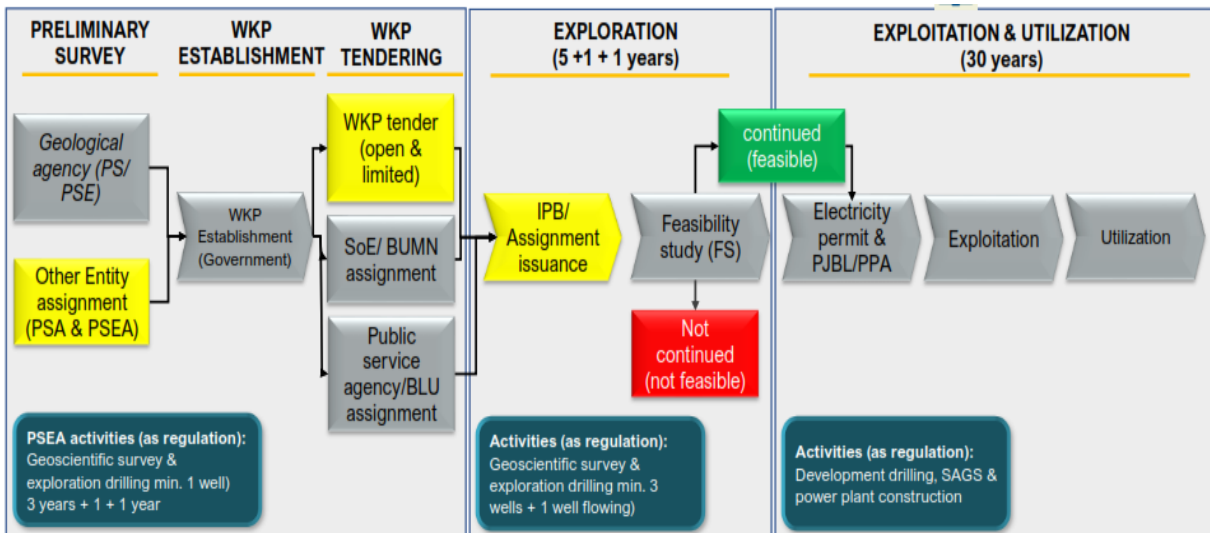 PRELIMINARY
SURVEY
WKP
ESTABLISHMENT
WKP
TENDERING
EXPLORATION
(5 +1 + 1 years)
EXPLOITATION & UTILIZATION
(30 years)
Geological
agency (PS/
PSE)
Other Entity
assignment
(PSA & PSEA)
WKP
Establishment
(Government)
WKP tender
(open &
limited)
SoE/ BUMN
assignment
Public
service
agency/BLU
assignment
IPB/
Assignment
issuance
Feasibility
study (FS)
continued
(feasible)
Not
continued
(not feasible)
Electricity
permit &
PJBL/PPA
Exploitation
Utilization
PSEA activities (as regulation):
Geoscientific survey &
exploration drilling min. 1 well)
3 years + 1 + 1 year
Activities (as regulation):
Geoscientific survey &
exploration drilling min. 3
wells + 1 well flowing)
Activities (as regulation):
Development drilling, SAGS &
power plant construction